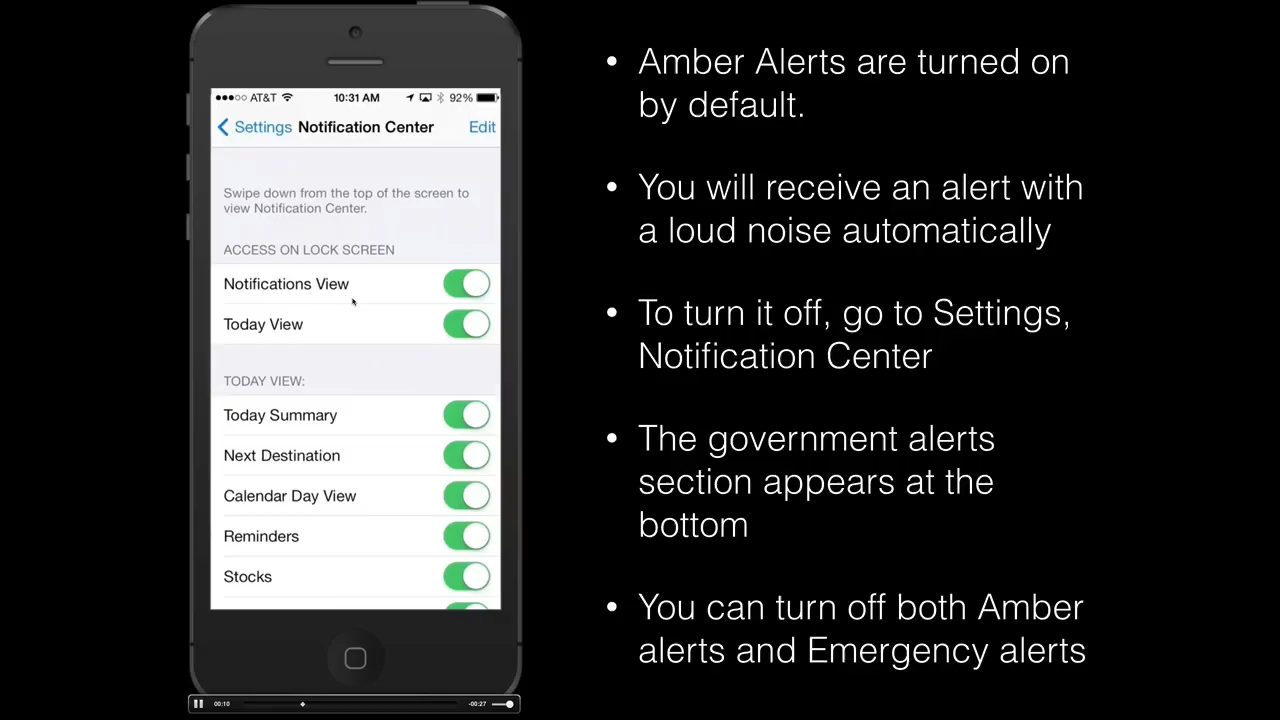 AT&T 10:31 AM 92%
Settings Notification Center Edit
Swipe down from the top of the screen to
view Notification Center.
ACCESS ON LOCK SCREEN
Notifications View
Today View
TODAY VIEW:
Today Summary
Next Destination
Calendar Day View
Reminders
Stocks
00:10 -00:27
• Amber Alerts are turned on
by default.
• You will receive an alert with
a loud noise automatically
• To turn it off, go to Settings,
Notification Center
• The government alerts
section appears at the
bottom
• You can turn off both Amber
alerts and Emergency alerts